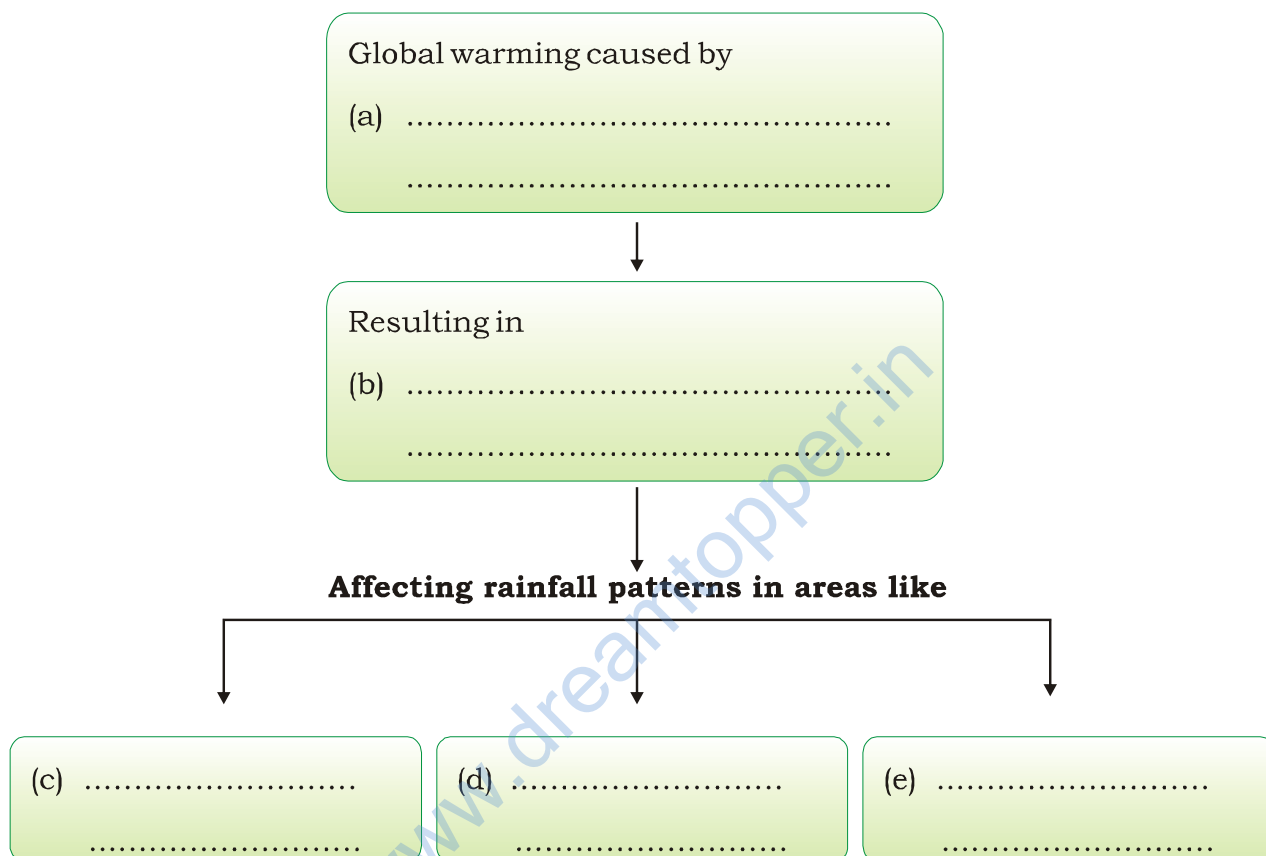 Global warming caused by
(a) ................................................
................................................
Resulting in
(b) ................................................
................................................
Affecting rainfall patterns in areas like
(c) ...........................
...........................
(d) ...........................
...........................
(e) ...........................
...........................
www.dreamtopper.in